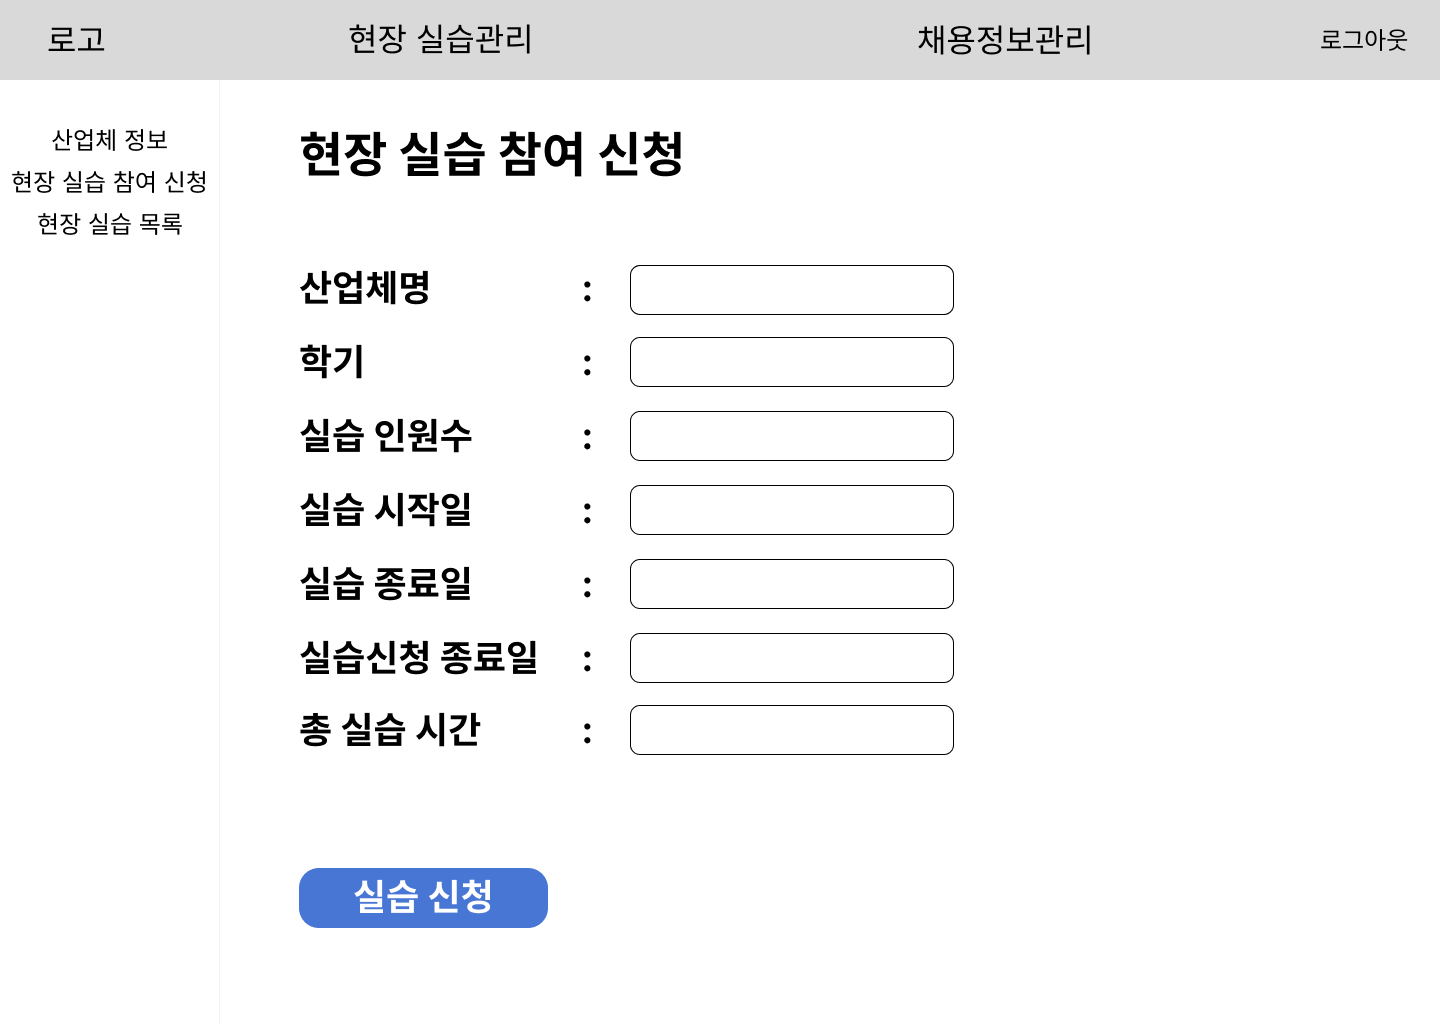 로고
현장 실습관리
채용정보관리
로그아웃
산업체 정보
현장 실습 참여 신청
현장 실습 목록
현장 실습 참여 신청
산업체명 :
학기 :
실습 인원수 :
실습 시작일 :
실습 종료일 :
실습신청 종료일 :
총 실습 시간 :
실습 신청